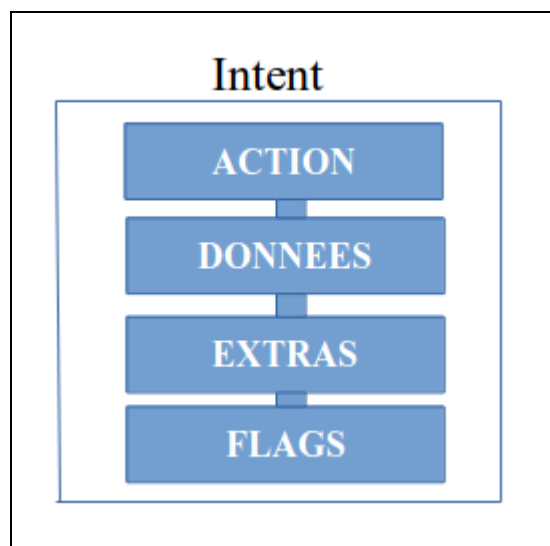 Intent
ACTION
DONNEES
EXTRAS
FLAGS